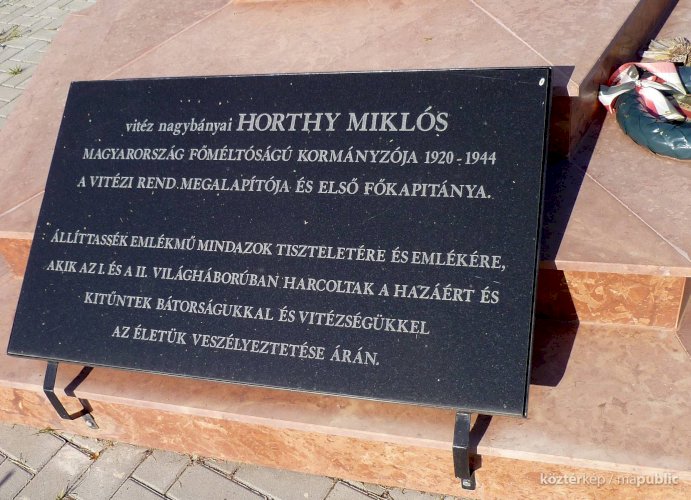 vitéz nagybányai HORTHY MIKLÓS
MAGYARORSZÁG FŐMÉLTÓSÁGÚ KORMÁNYZÓJA 1920 - 1944
A VITÉZI REND MEGALAPÍTÓJA ÉS ELSŐ FŐKAPITÁNYA.
ÁLLÍTTASSÉK EMLÉKMŰ MINDAZOK TISZTELETÉRE ÉS EMLÉKÉRE,
AKIK AZ I. ÉS A II. VILÁGHÁBORÚBAN HARCOLTAK A HAZÁÉRT ÉS
KITŰNTEK BÁTORSÁGUKKAL ÉS VITÉZSÉGÜKKEL
AZ ÉLETÜK VESZÉLYEZTETÉSE ÁRÁN.
köztérkép / mapublic